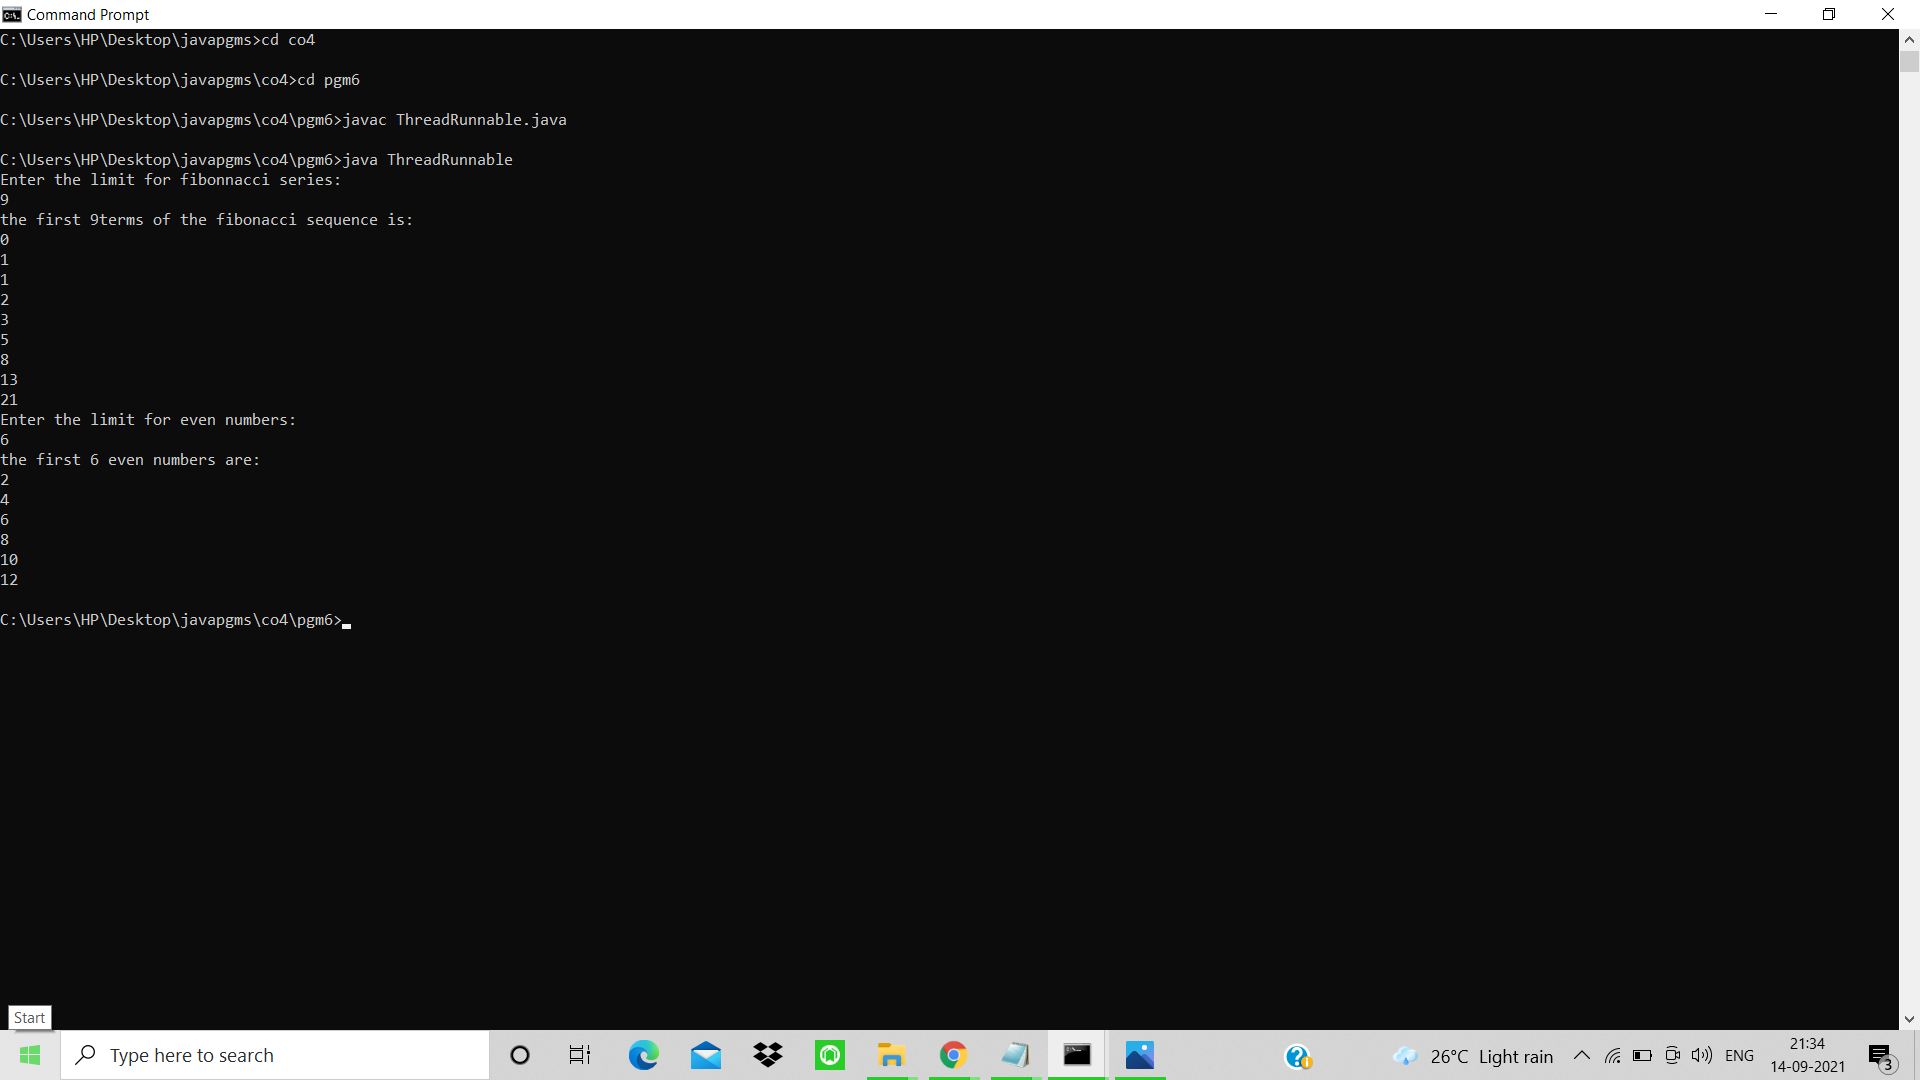 Command Prompt
C:\Users\HP\Desktop\javapgms>cd co4
C:\Users\HP\Desktop\javapgms\co4>cd pgm6
C:\Users\HP\Desktop\javapgms\co4\pgm6>javac ThreadRunnable.java
C:\Users\HP\Desktop\javapgms\co4\pgm6>java ThreadRunnable
Enter the limit for fibonnacci series:
9
the first 9terms of the fibonacci sequence is:
0
1
1
2
3
5
8
13
21
Enter the limit for even numbers:
6
the first 6 even numbers are:
2
4
6
8
10
12
C:\Users\HP\Desktop\javapgms\co4\pgm6>
Start
Type here to search
26°C Light rain
ENG
21:34
14-09-2021
3